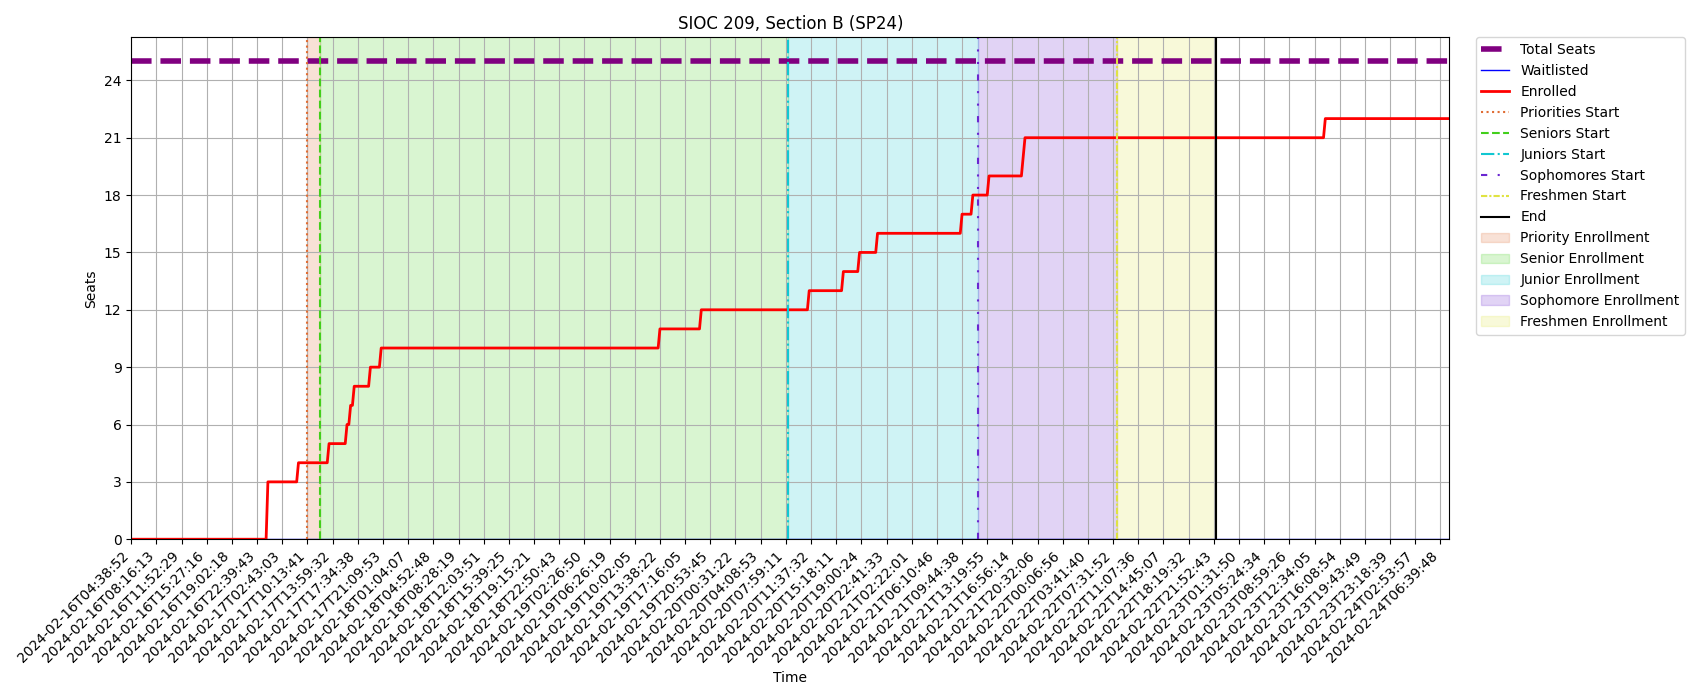 SIOC 209, Section B (SP24)
Seats
24
21
18
15
12
9
6
3
0
2024-02-16T04:38:52
2024-02-16T08:16:13
2024-02-16T11:52:29
2024-02-16T15:27:16
2024-02-16T19:02:18
2024-02-16T22:39:43
2024-02-17T02:43:03
2024-02-17T10:13:41
2024-02-17T13:59:32
2024-02-17T17:34:38
2024-02-17T21:09:53
2024-02-18T01:04:07
2024-02-18T04:52:48
2024-02-18T08:28:19
2024-02-18T12:03:51
2024-02-18T15:39:25
2024-02-18T19:15:21
2024-02-18T22:50:43
2024-02-19T02:26:50
2024-02-19T06:26:19
2024-02-19T10:02:05
2024-02-19T13:38:22
2024-02-19T17:16:05
2024-02-19T20:53:45
2024-02-20T00:31:22
2024-02-20T04:08:53
2024-02-20T07:59:11
2024-02-20T11:37:32
2024-02-20T15:18:11
2024-02-20T19:00:24
2024-02-20T22:41:33
2024-02-21T02:22:01
2024-02-21T06:10:46
2024-02-21T09:44:38
2024-02-21T13:19:55
2024-02-21T16:56:14
2024-02-21T20:32:06
2024-02-22T00:06:56
2024-02-22T03:41:40
2024-02-22T07:31:52
2024-02-22T11:07:36
2024-02-22T14:45:07
2024-02-22T18:19:32
2024-02-22T21:52:43
2024-02-23T01:31:50
2024-02-23T05:24:34
2024-02-23T08:59:26
2024-02-23T12:34:05
2024-02-23T16:08:54
2024-02-23T19:43:49
2024-02-23T23:18:39
2024-02-24T02:53:57
2024-02-24T06:39:48
Time
Total Seats
Waitlisted
Enrolled
Priorities Start
Seniors Start
Juniors Start
Sophomores Start
Freshmen Start
End
Priority Enrollment
Senior Enrollment
Junior Enrollment
Sophomore Enrollment
Freshmen Enrollment